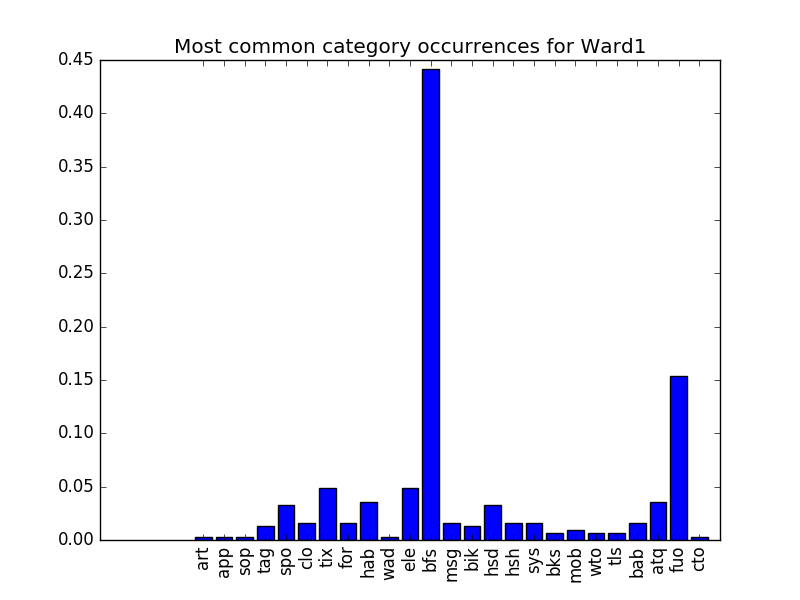 Most common category occurrences for Ward1
0.45
0.40
0.35
0.30
0.25
0.20
0.15
0.10
0.05
0.00
art
app
sop
tag
spo
clo
tix
for
hab
wad
ele
bfs
msg
bik
hsd
hsh
sys
bks
mob
wto
tls
bab
atq
fuo
cto